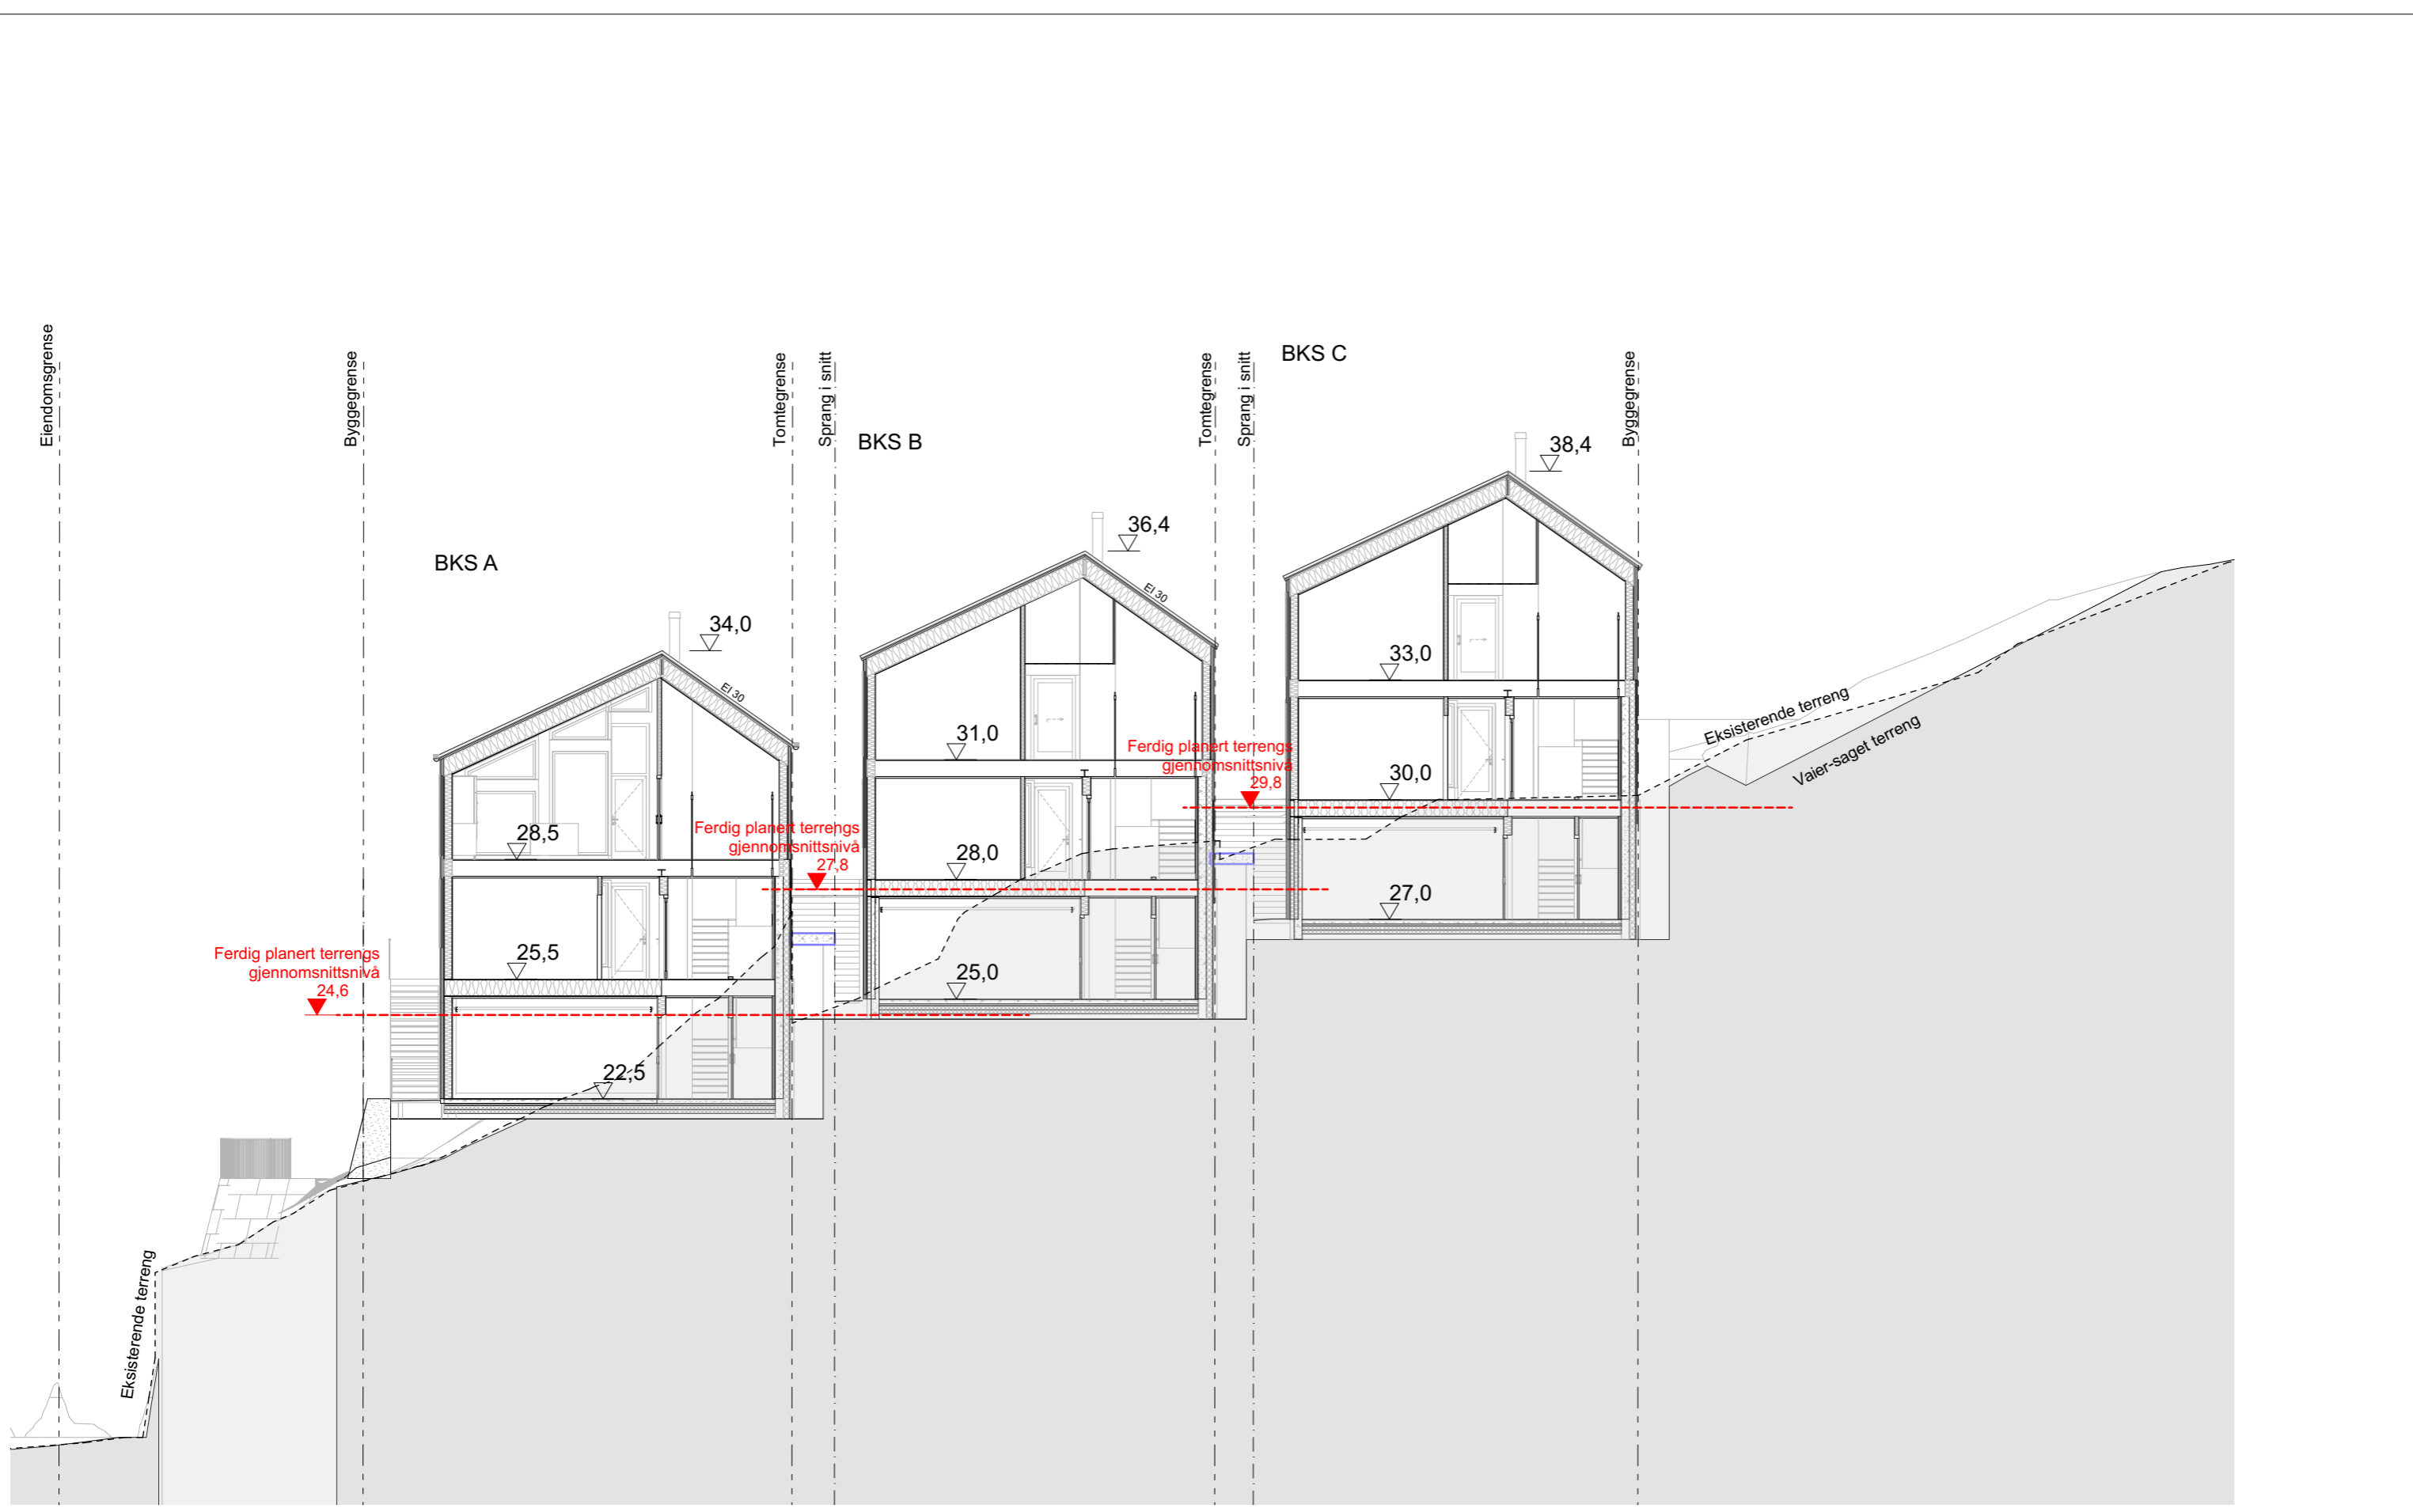 Eiendomsgrense
Byggegrense
Tomtegrense
Sprang i snitt
Tomtegrense
Sprang i snitt
Byggegrense
BKS C
BKS B
38,4
36,4
BKS A
EI 30
34,0
33,0
EI 30
Eksisterende terreng
31,0
Vaier-saget terreng
Ferdig planert terrengs
gjennomsnittsnivå
29,8
30,0
28,5
Ferdig planert terrengs
gjennomsnittsnivå
27,8
28,0
27,0
25,5
Ferdig planert terrengs
gjennomsnittsnivå
24,6
25,0
22,5
Eksisterende terreng